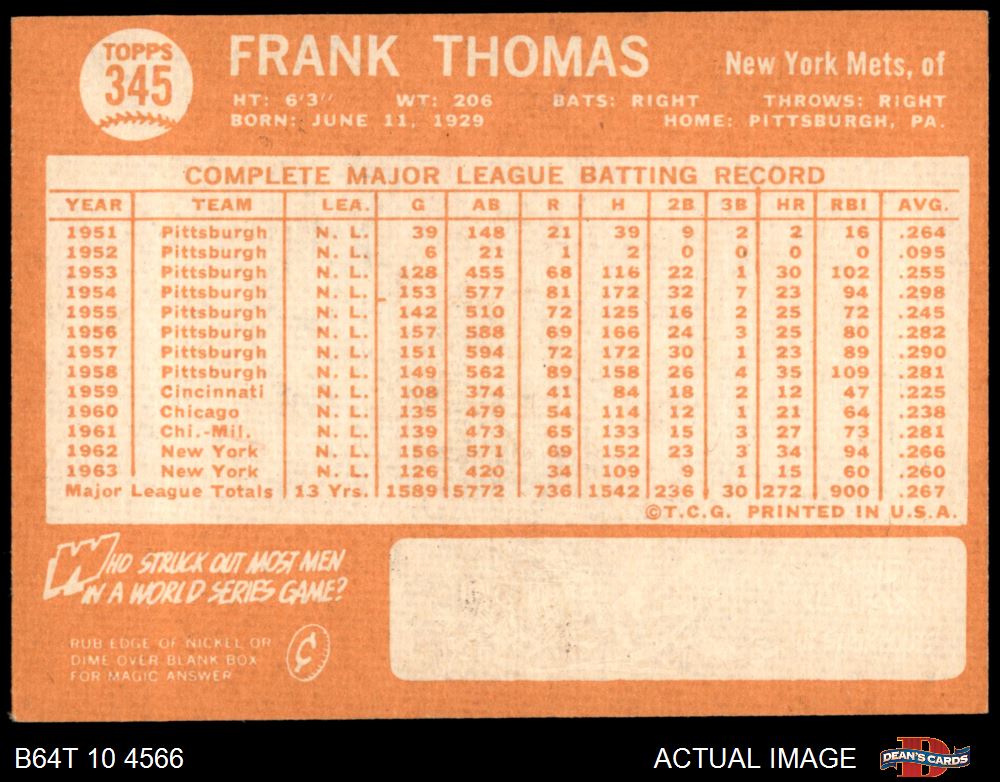 TOPPS
345
FRANK THOMAS
New York Mets, of
HT: 6'3" WT: 206 BATS: RIGHT THROWS: RIGHT
BORN: JUNE 11, 1929 HOME: PITTSBURGH, PA.
COMPLETE MAJOR LEAGUE BATTING RECORD
YEAR TEAM LEA. G AB R H 2B 3B HR RBI AVG.
1951 Pittsburgh N. L. 39 148 21 39 9 2 2 16 .264
1952 Pittsburgh N. L. 6 21 1 2 0 0 0 0 .095
1953 Pittsburgh N. L. 128 455 68 116 22 1 30 102 .255
1954 Pittsburgh N. L. 153 577 81 172 32 7 23 94 .298
1955 Pittsburgh N. L. 142 510 72 125 16 2 25 72 .245
1956 Pittsburgh N. L. 157 588 69 166 24 3 25 80 .282
1957 Pittsburgh N. L. 151 594 72 172 30 1 23 89 .290
1958 Pittsburgh N. L. 149 562 89 158 26 4 35 109 .281
1959 Cincinnati N. L. 108 374 41 84 18 2 12 47 .225
1960 Chicago N. L. 135 479 54 114 12 1 21 64 .238
1961 Chi.-Mil. N. L. 139 473 65 133 15 3 27 73 .281
1962 New York N. L. 156 571 69 152 23 3 34 94 .266
1963 New York N. L. 126 420 34 109 9 1 15 60 .260
Major League Totals 13 Yrs. 1589 5772 736 1542 236 30 272 900 .267
©T.C.G. PRINTED IN U.S.A.
WHO STRUCK OUT MOST MEN
IN A WORLD SERIES GAME?
RUB EDGE OF NICKEL OR
DIME OVER BLANK BOX
FOR MAGIC ANSWER
¢
B64T 10 4566
ACTUAL IMAGE
D
DEAN'S CARDS